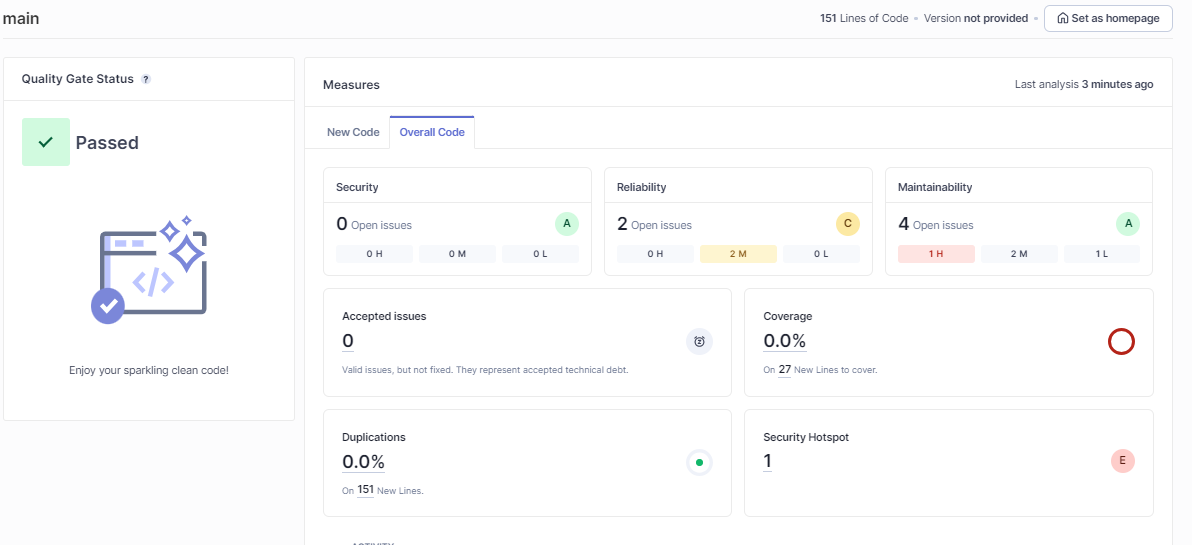 main
151 Lines of Code • Version not provided • Set as homepage
Quality Gate Status ?
Passed
Enjoy your sparkling clean code!
Measures
Last analysis 3 minutes ago
New Code Overall Code
Security
0 Open issues A
0 H 0 M 0 L
Reliability
2 Open issues C
0 H 2 M 0 L
Maintainability
4 Open issues A
1 H 2 M 1 L
Accepted issues
0
Valid issues, but not fixed. They represent accepted technical debt.
Coverage
0.0%
On 27 New Lines to cover.
Duplications
0.0%
On 151 New Lines.
Security Hotspot
1 E